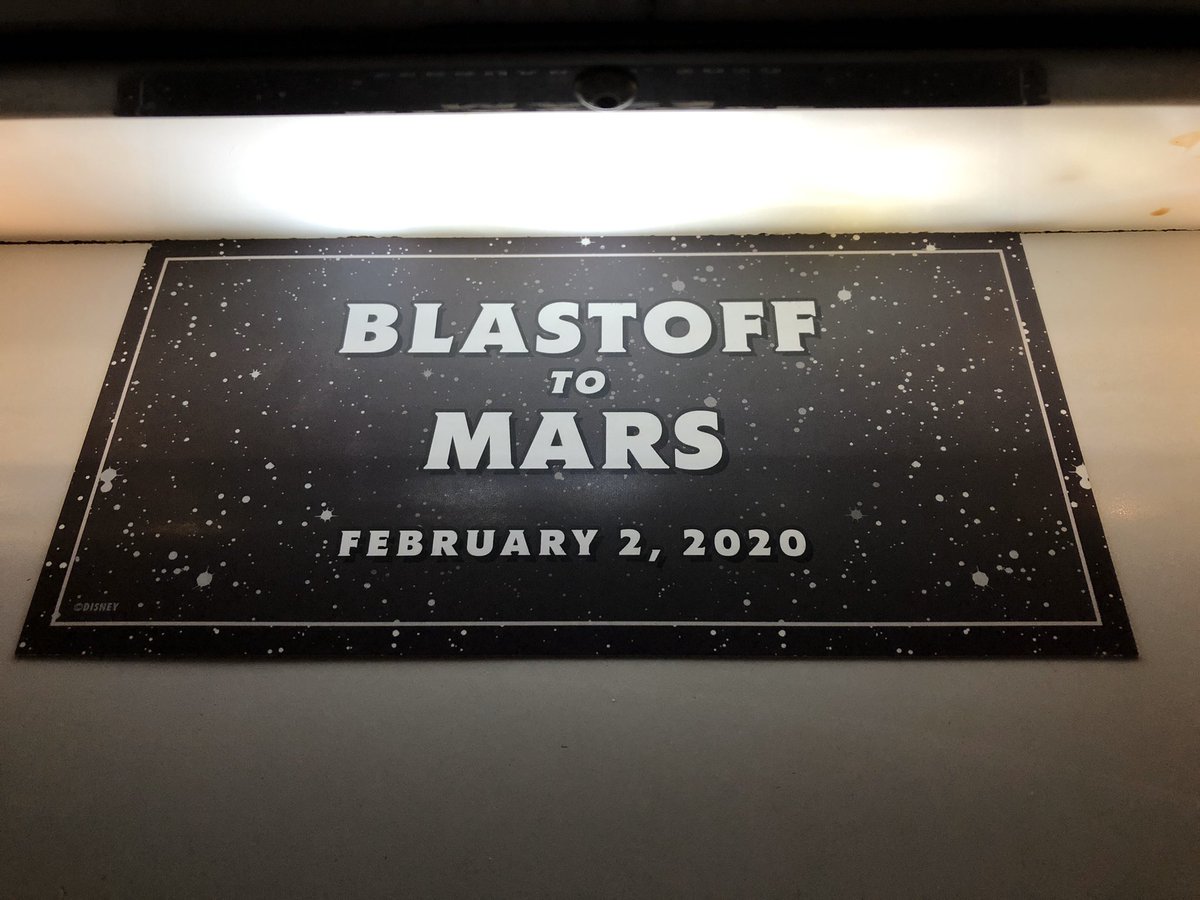 BLASTOFF
TO
MARS
FEBRUARY 2, 2020
©DISNEY